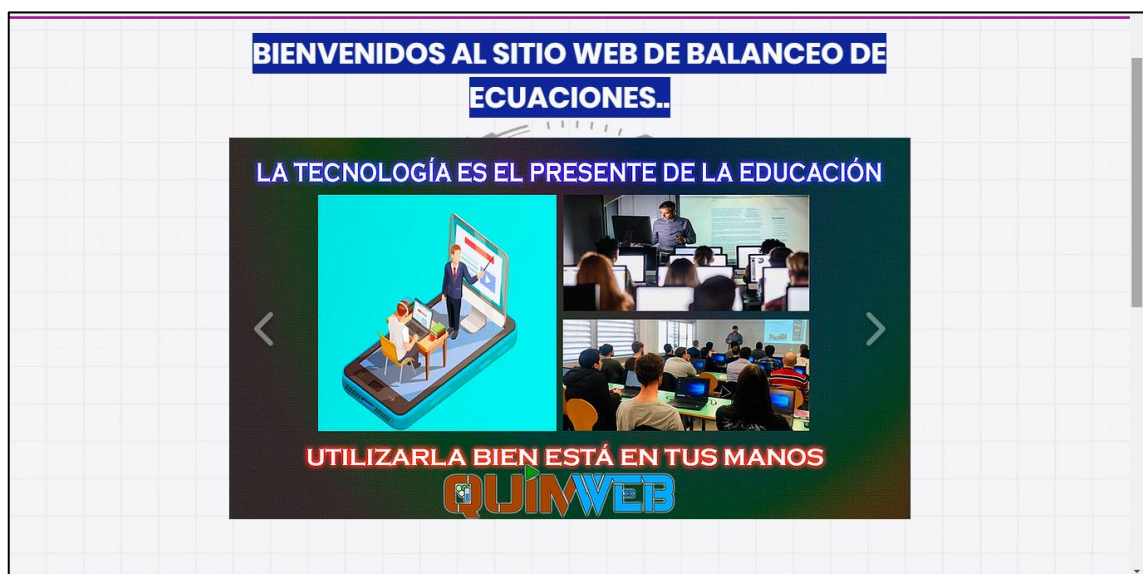 BIENVENIDOS AL SITIO WEB DE BALANCEO DE
ECUACIONES..
LA TECNOLOGÍA ES EL PRESENTE DE LA EDUCACIÓN
UTILIZARLA BIEN ESTÁ EN TUS MANOS
QUIMWEB